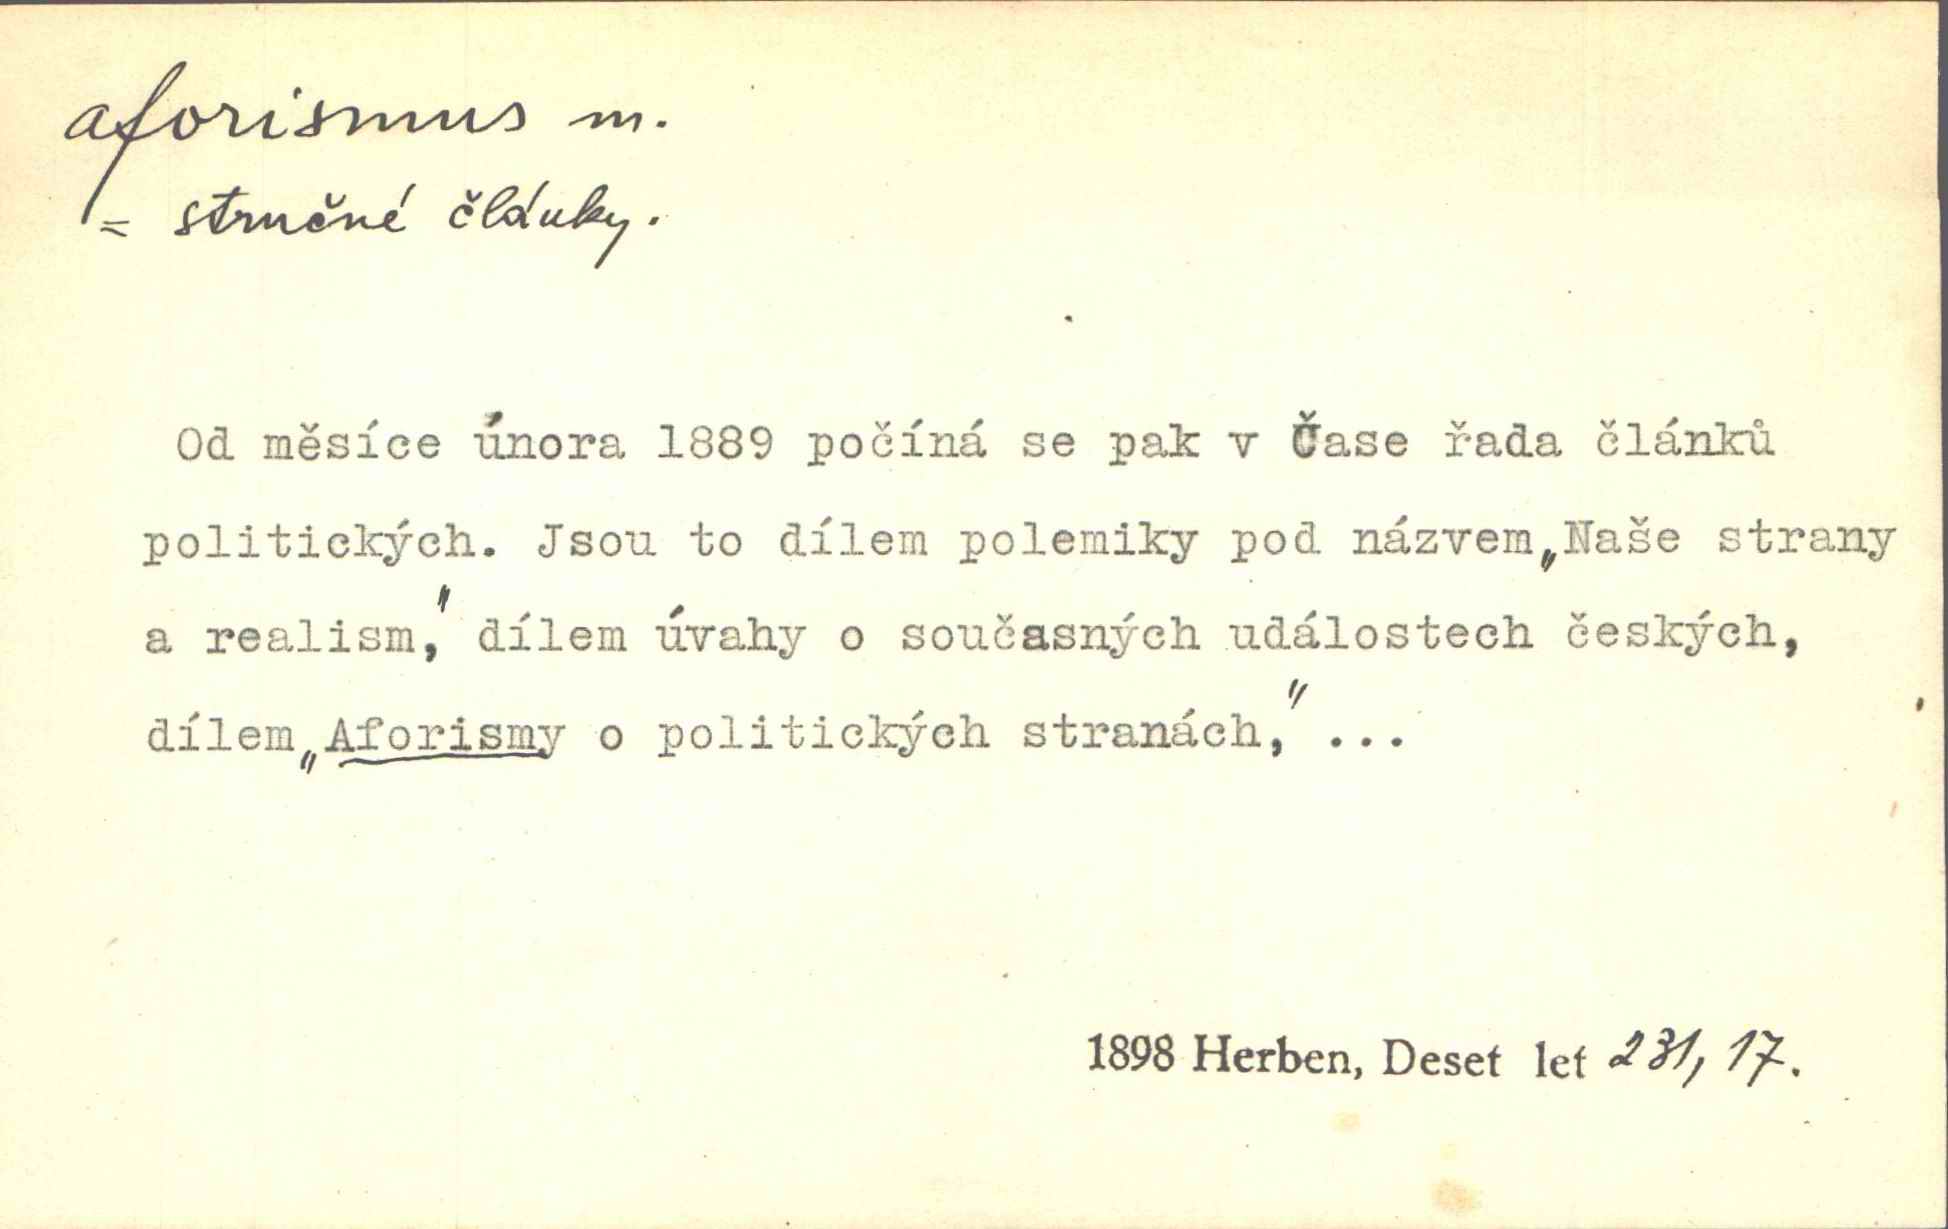 aforismus m.
= stručné články.
Od měsíce února 1889 počíná se pak v Čase řada článků
politických. Jsou to dílem polemiky pod názvem „Naše strany
a realism," dílem úvahy o současných událostech českých,
dílem „Aforismy o politických stranách," ...
1898 Herben, Deset let 231, 17.